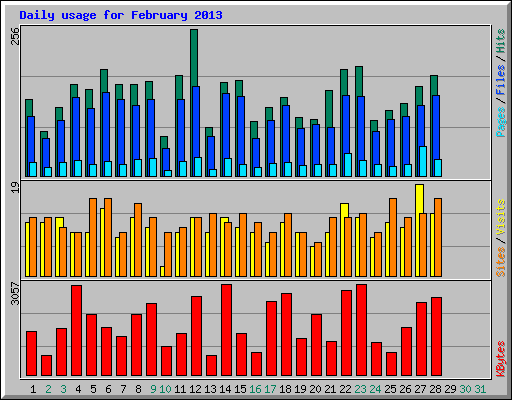 Daily usage for February 2013
256
Pages/Files/Hits
19
Sites/Visits
3057
KBytes
1 2 3 4 5 6 7 8 9 10 11 12 13 14 15 16 17 18 19 20 21 22 23 24 25 26 27 28 29 30 31